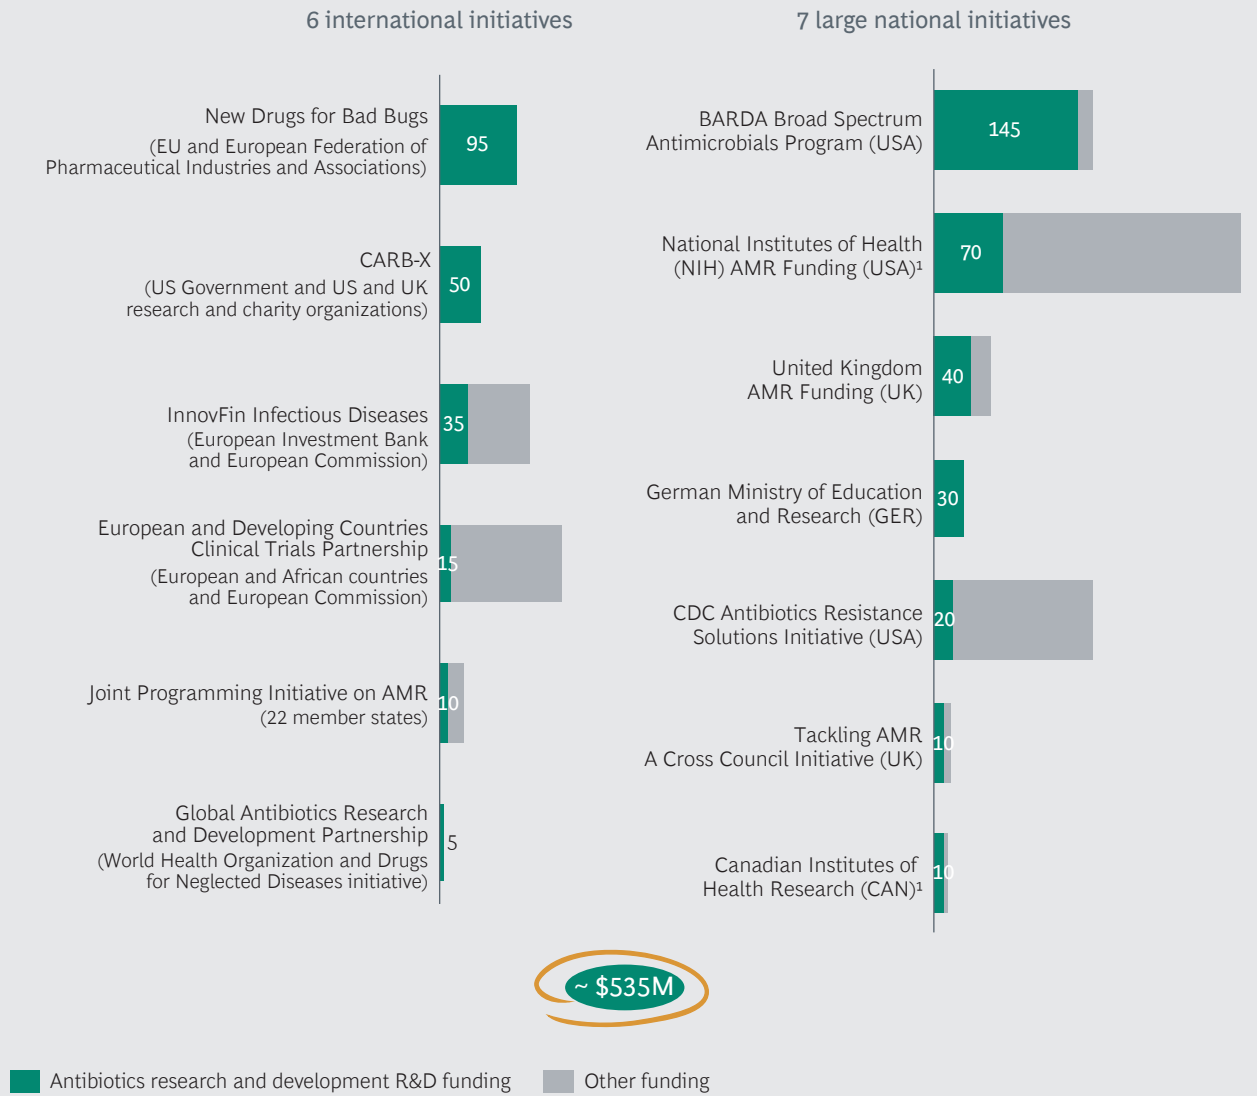 6 international initiatives
New Drugs for Bad Bugs
(EU and European Federation of
Pharmaceutical Industries and Associations)
95
CARB-X
(US Government and US and UK
research and charity organizations)
50
InnovFin Infectious Diseases
(European Investment Bank
and European Commission)
35
European and Developing Countries
Clinical Trials Partnership
(European and African countries
and European Commission)
15
Joint Programming Initiative on AMR
(22 member states)
10
Global Antibiotics Research
and Development Partnership
(World Health Organization and Drugs
for Neglected Diseases initiative)
5
7 large national initiatives
BARDA Broad Spectrum
Antimicrobials Program (USA)
145
National Institutes of Health
(NIH) AMR Funding (USA)¹
70
United Kingdom
AMR Funding (UK)
40
German Ministry of Education
and Research (GER)
30
CDC Antibiotics Resistance
Solutions Initiative (USA)
20
Tackling AMR
A Cross Council Initiative (UK)
10
Canadian Institutes of
Health Research (CAN)¹
10
~ $535M
Antibiotics research and development R&D funding
Other funding